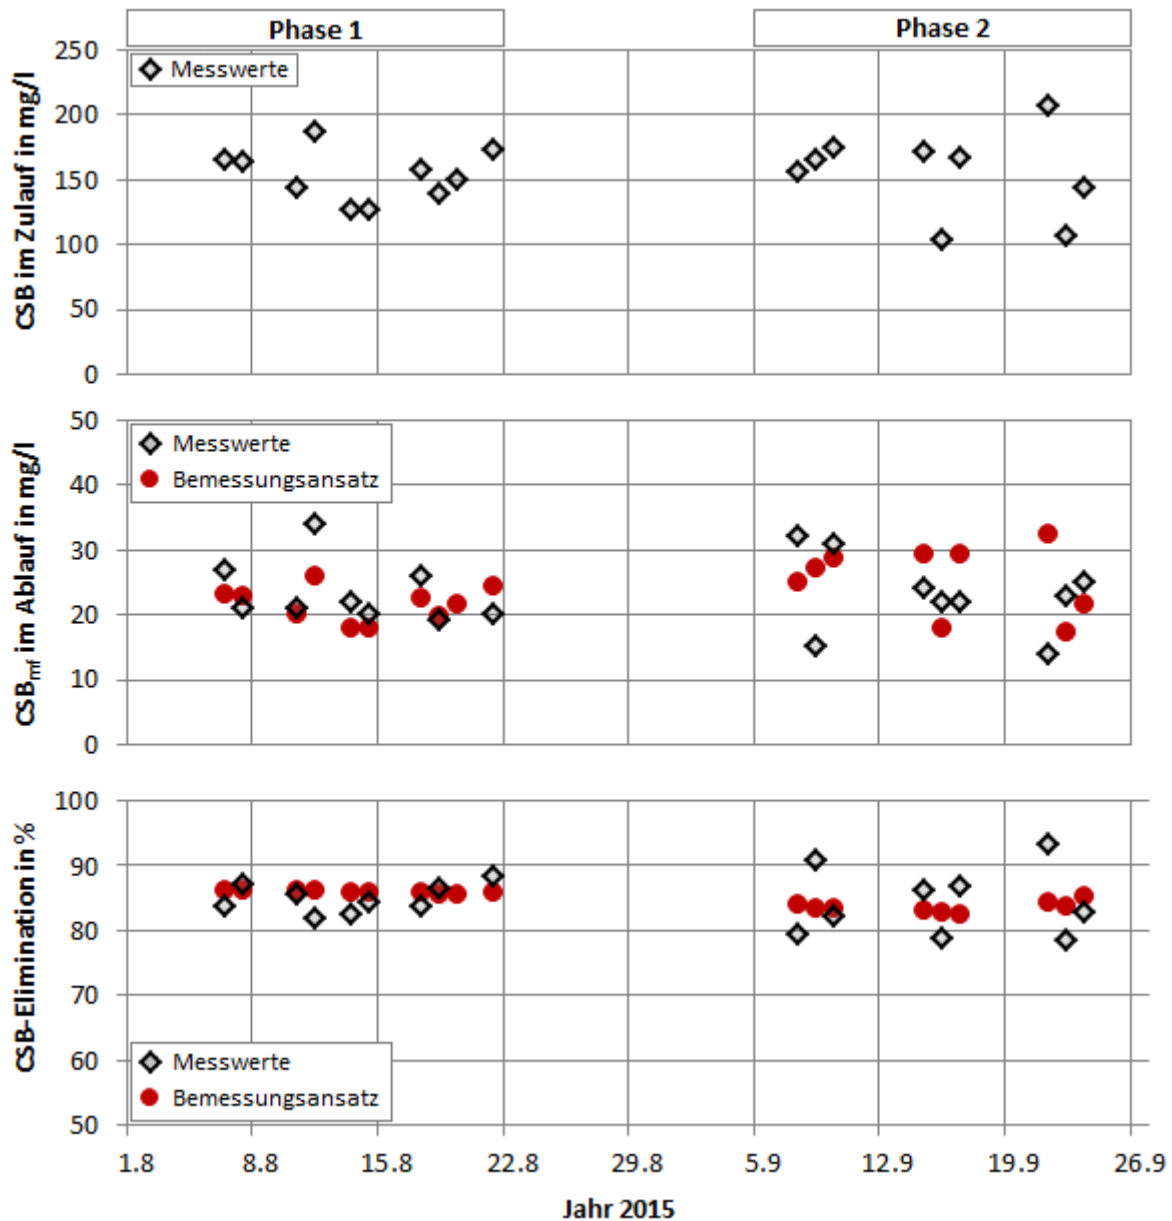 Phase 1
Phase 2
CSB im Zulauf in mg/l
250
200
150
100
50
0
Messwerte
CSBmf im Ablauf in mg/l
50
40
30
20
10
0
Messwerte
Bemessungsansatz
CSB-Elimination in %
100
90
80
70
60
50
Messwerte
Bemessungsansatz
1.8 8.8 15.8 22.8 29.8 5.9 12.9 19.9 26.9
Jahr 2015